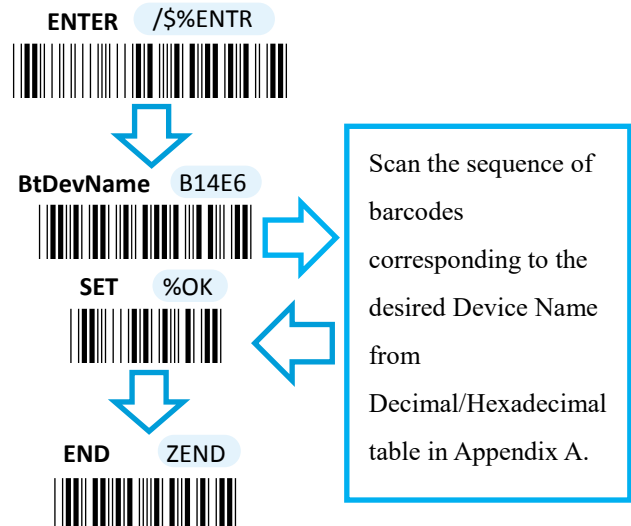 ENTER /$%ENTR
BtDevName B14E6
Scan the sequence of
barcodes
corresponding to the
desired Device Name
from
Decimal/Hexadecimal
table in Appendix A.
SET %OK
END ZEND